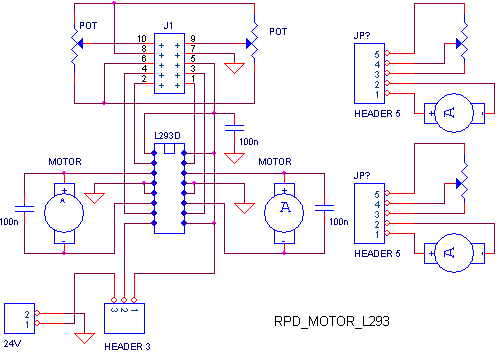 POT
J1
POT
10 9
8 7
6 5
4 3
2 1
JP?
5
4
3
2
1
A
+ -
HEADER 5
L293D
100n
MOTOR
MOTOR
+
A
-
100n
+
A
-
100n
JP?
5
4
3
2
1
A
+ -
HEADER 5
3 2 1
HEADER 3
2
1
24V
RPD_MOTOR_L293